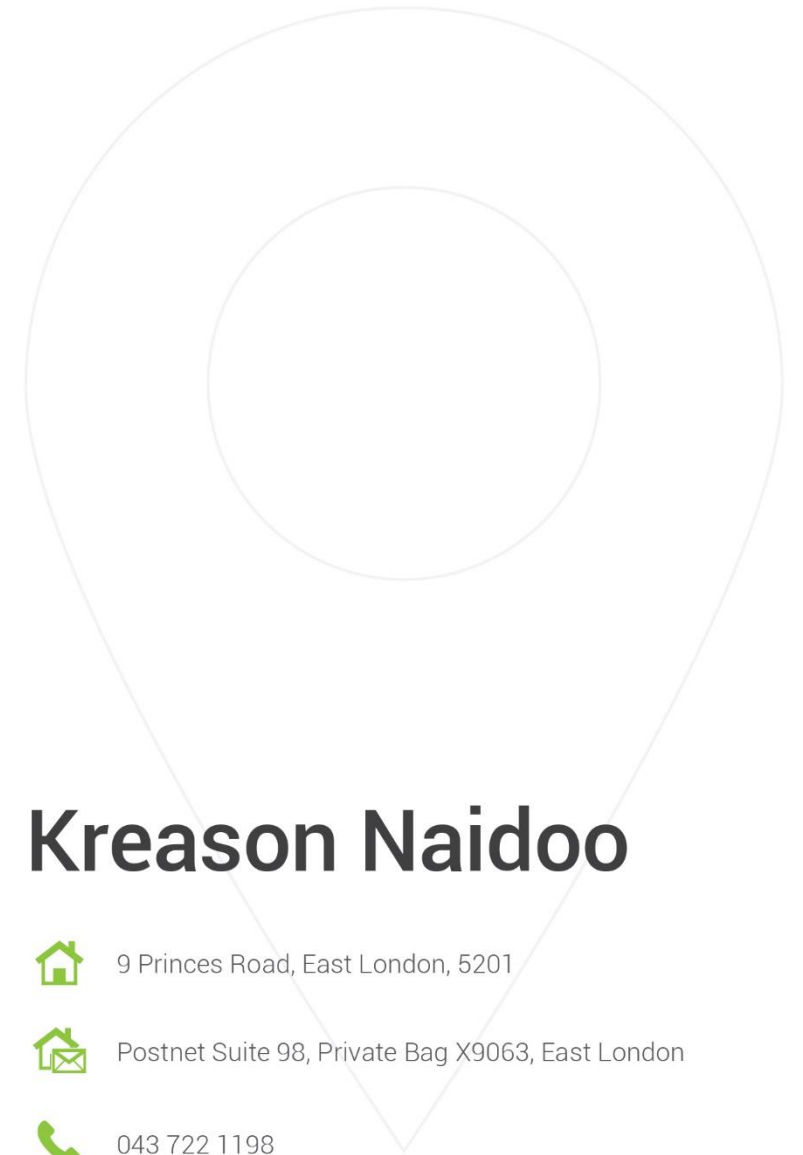 Kreason Naidoo
9 Princes Road, East London, 5201
Postnet Suite 98, Private Bag X9063, East London
043 722 1198